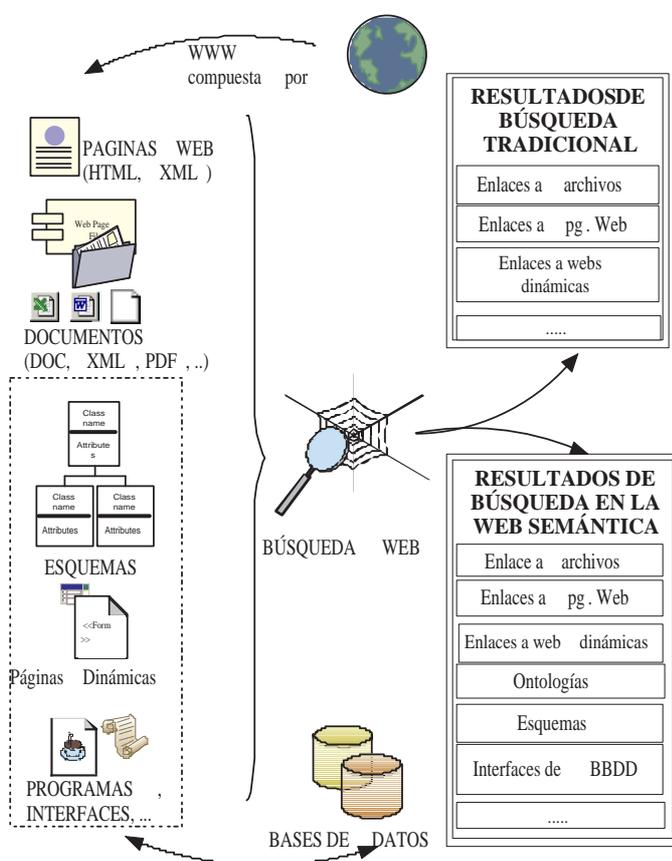 WWW
compuesta por
PAGINAS WEB
(HTML, XML )
Web Page
DOCUMENTOS
(DOC, XML , PDF , ..)
Class
name
Attribute
s
Class
name
Attributes
Class
name
Attributes
ESQUEMAS
<<Form
>>
Páginas Dinámicas
PROGRAMAS ,
INTERFACES, ...
BÚSQUEDA WEB
BASES DE DATOS
RESULTADOSDE
BÚSQUEDA
TRADICIONAL
Enlaces a archivos
Enlaces a pg . Web
Enlaces a webs
dinámicas
.....
RESULTADOS DE
BÚSQUEDA EN LA
WEB SEMÁNTICA
Enlace a archivos
Enlaces a pg . Web
Enlaces a web dinámicas
Ontologías
Esquemas
Interfaces de BBDD
.....